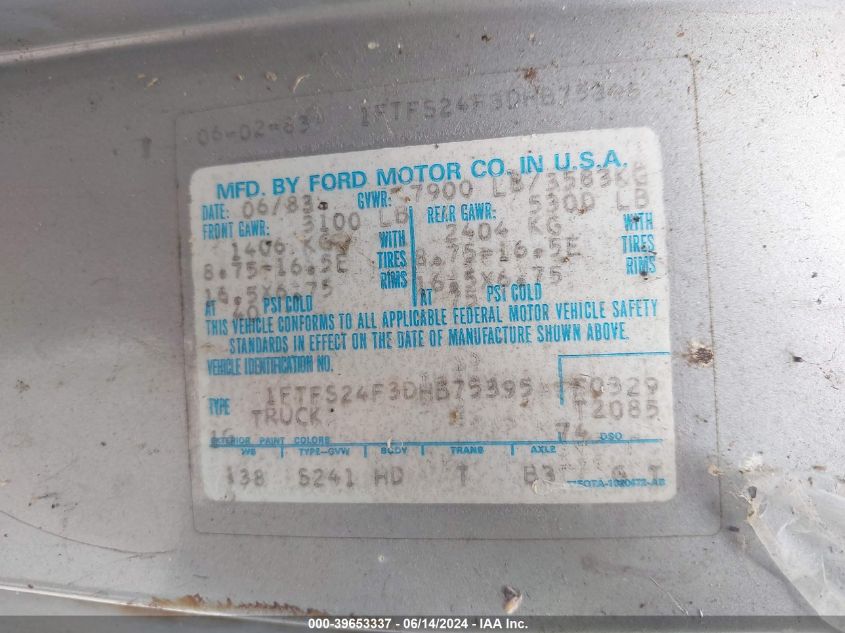 06-02-83 1FTFS24F3DHB75395
MFD. BY FORD MOTOR CO. IN U.S.A.
DATE: 06/83 GVWR: 7900 LB/3583KG
FRONT GAWR: 3100 LB REAR GAWR: 5300 LB
1406 KG WITH 2404 KG WITH
8.75-16.5E TIRES 8.75-16.5E TIRES
16.5X6.75 RIMS 16.5X6.75 RIMS
AT PSI COLD AT 75 PSI COLD
THIS VEHICLE CONFORMS TO ALL APPLICABLE FEDERAL MOTOR VEHICLE SAFETY
STANDARDS IN EFFECT ON THE DATE OF MANUFACTURE SHOWN ABOVE.
VEHICLE IDENTIFICATION NO.
1FTFS24F3DHB75395 F0329
TYPE TRUCK T2085
EXTERIOR PAINT COLORS 74 DSO
WB TYPE-GVW BODY TRANS AXLE
138 S241 HD T B3 G T
000-39653337 / 06/14/2024 - IAA Inc.